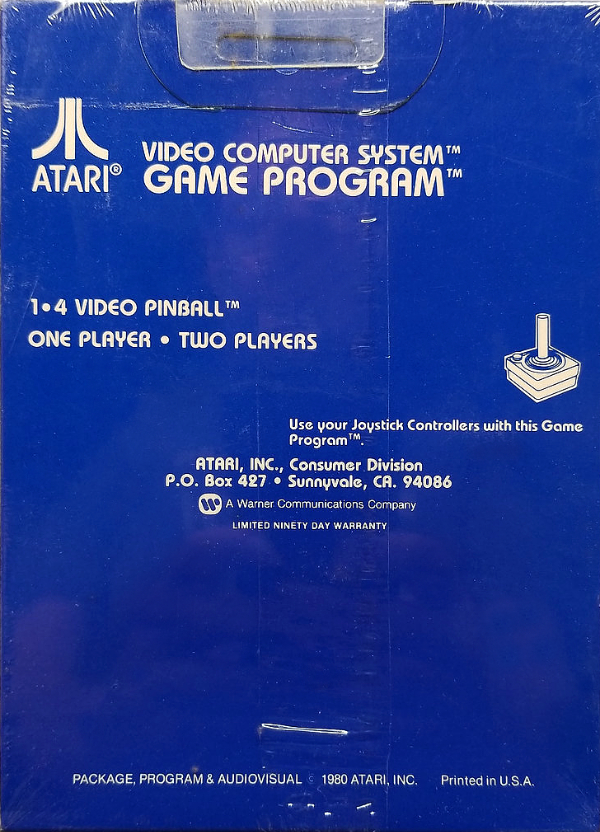 VIDEO COMPUTER SYSTEM™
ATARI® GAME PROGRAM™
1•4 VIDEO PINBALL™
ONE PLAYER • TWO PLAYERS
Use your Joystick Controllers with this Game
Program™.
ATARI, INC., Consumer Division
P.O. Box 427 • Sunnyvale, CA. 94086
A Warner Communications Company
LIMITED NINETY DAY WARRANTY
PACKAGE, PROGRAM & AUDIOVISUAL © 1980 ATARI, INC. Printed in U.S.A.